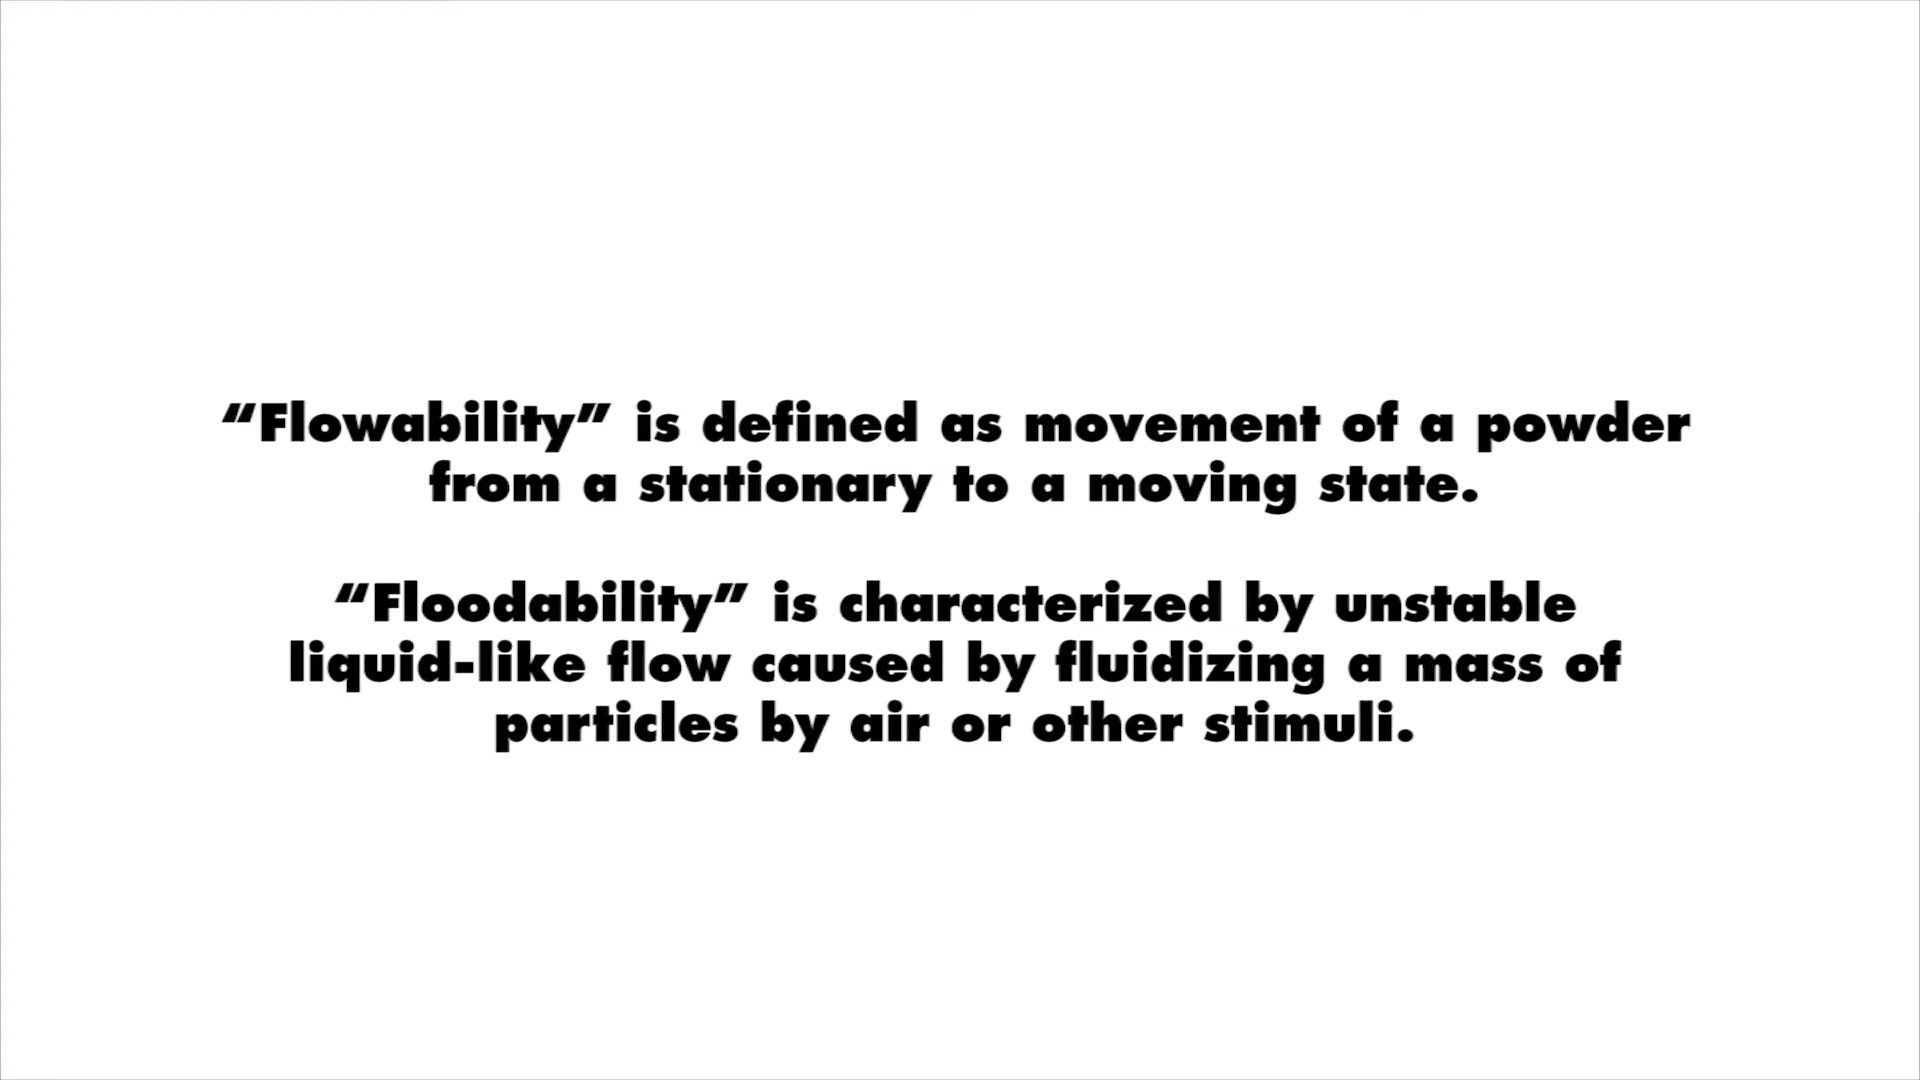 “Flowability” is defined as movement of a powder
from a stationary to a moving state.
“Floodability” is characterized by unstable
liquid-like flow caused by fluidizing a mass of
particles by air or other stimuli.